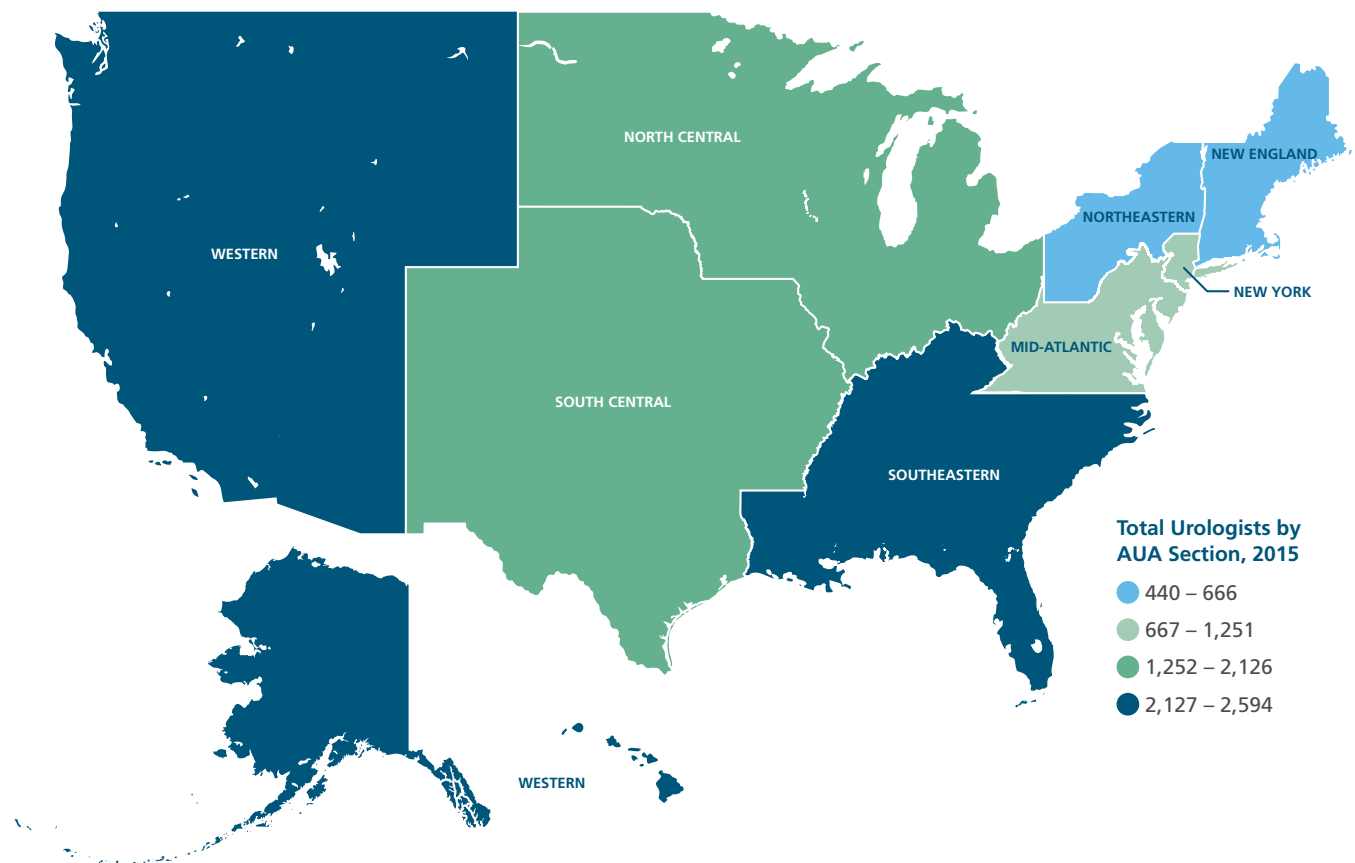 NORTH CENTRAL
NEW ENGLAND
NORTHEASTERN
WESTERN
NEW YORK
MID-ATLANTIC
SOUTH CENTRAL
SOUTHEASTERN
Total Urologists by
AUA Section, 2015
440 – 666
667 – 1,251
1,252 – 2,126
2,127 – 2,594
WESTERN